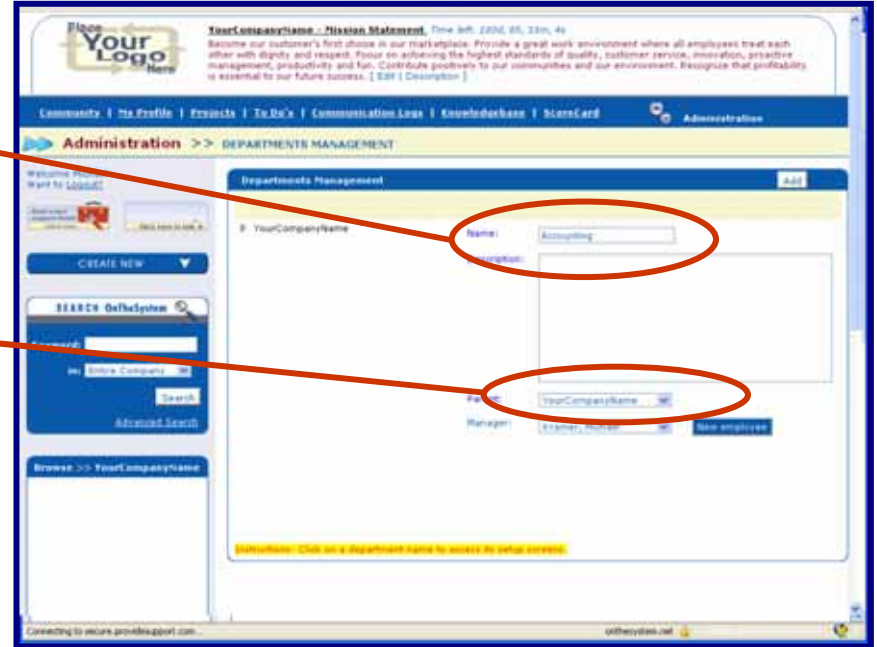 Place
Your
Logo
Here
YourCompanyName - Mission Statement, Time left:
Become our customer's first choice in our marketplace. Provide a great work environment where all employees treat each
other with dignity and respect. Focus on achieving the highest standards of quality, customer service, innovation, proactive
management, productivity and fun. Contribute positively to our communities and our environment. Recognize that profitability
is essential to our future success. [ Edit | Description ]
Community | My Profile | Projects | To Do's | Communication Logs | Knowledgebase | ScoreCard
Administration
Administration >> DEPARTMENTS MANAGEMENT
Welcome
Want to Logout?
Departments Management
Add
YourCompanyName
Name:
Accounting
Description:
CREATE NEW
SEARCH OntheSystem
Keyword:
In: Entire Company
Search
Advanced Search
Parent:
YourCompanyName
Manager:
New employee
Browse >> YourCompanyName
Instructions: Click on a department name to access its setup screens.
Connecting to secure.providesupport.com...
onthesystem.net